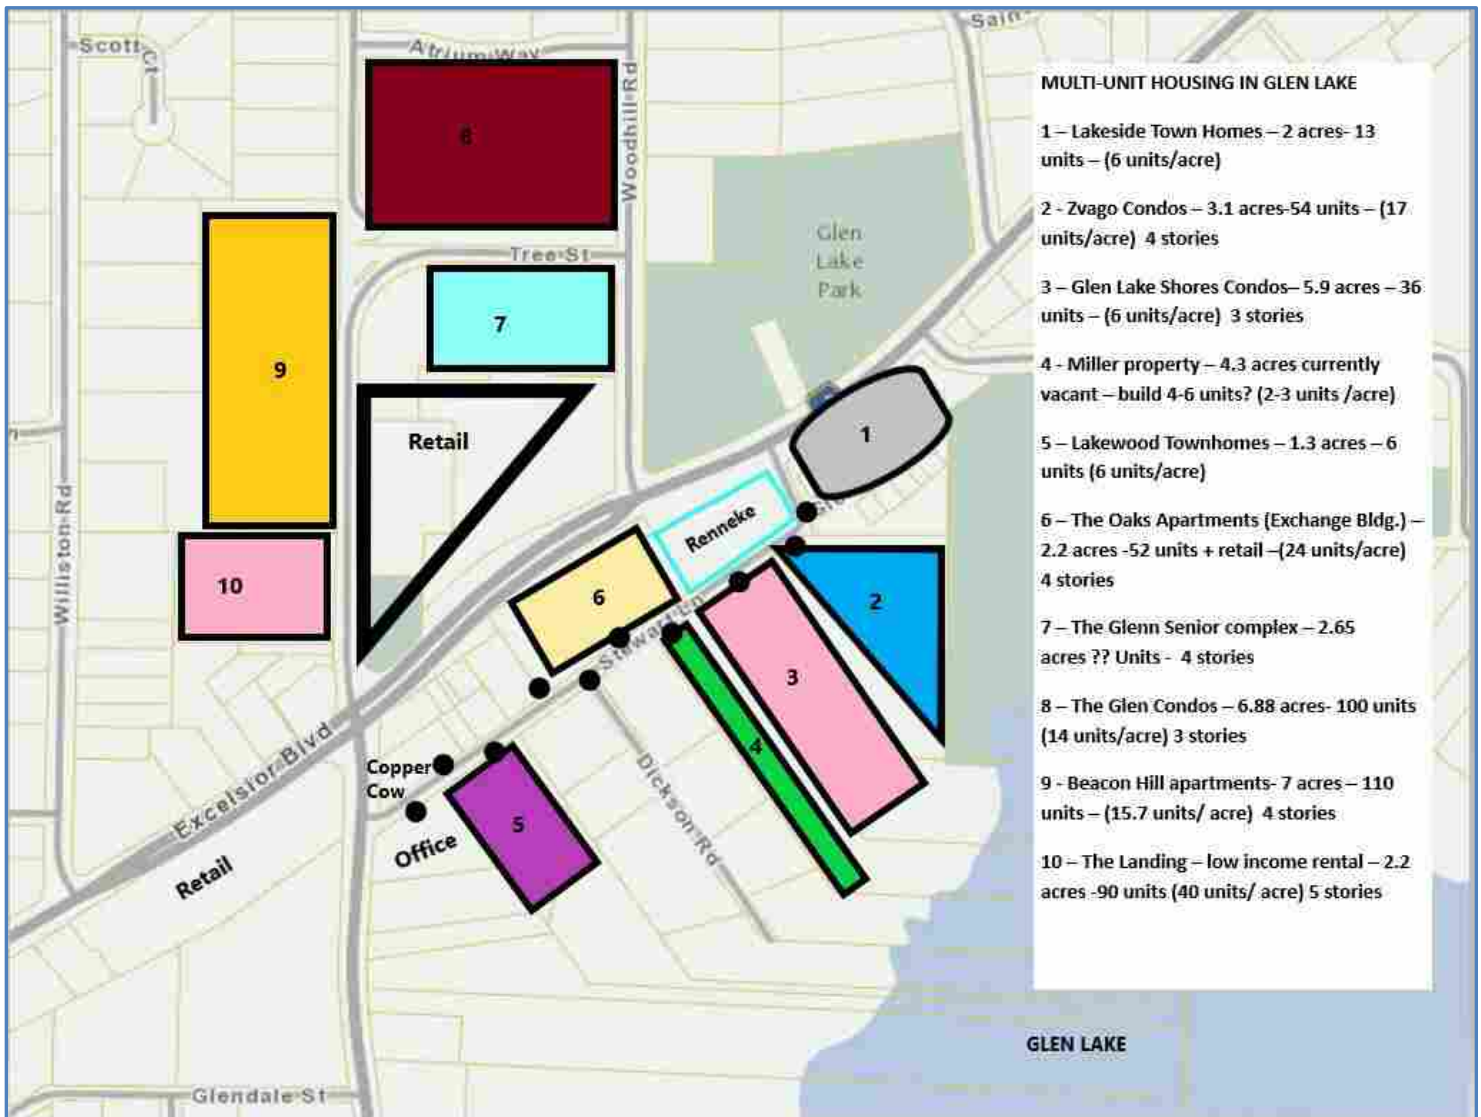 Scott Ct
Atrium Way
Sain
Woodhill Rd
8
Tree St
Glen
Lake
Park
7
9
Retail
1
Williston Rd
Renneke
10
6
2
Stewart Ln
3
4
Excelsior Blvd
Copper
Cow
Dickson Rd
5
Office
Retail
GLEN LAKE
Glendale St
MULTI-UNIT HOUSING IN GLEN LAKE
1 – Lakeside Town Homes – 2 acres- 13
units – (6 units/acre)
2 - Zvago Condos – 3.1 acres-54 units – (17
units/acre) 4 stories
3 – Glen Lake Shores Condos– 5.9 acres – 36
units – (6 units/acre) 3 stories
4 - Miller property – 4.3 acres currently
vacant – build 4-6 units? (2-3 units /acre)
5 – Lakewood Townhomes – 1.3 acres – 6
units (6 units/acre)
6 – The Oaks Apartments (Exchange Bldg.) –
2.2 acres -52 units + retail –(24 units/acre)
4 stories
7 – The Glenn Senior complex – 2.65
acres ?? Units - 4 stories
8 – The Glen Condos – 6.88 acres- 100 units
(14 units/acre) 3 stories
9 - Beacon Hill apartments- 7 acres – 110
units – (15.7 units/ acre) 4 stories
10 – The Landing – low income rental – 2.2
acres -90 units (40 units/ acre) 5 stories